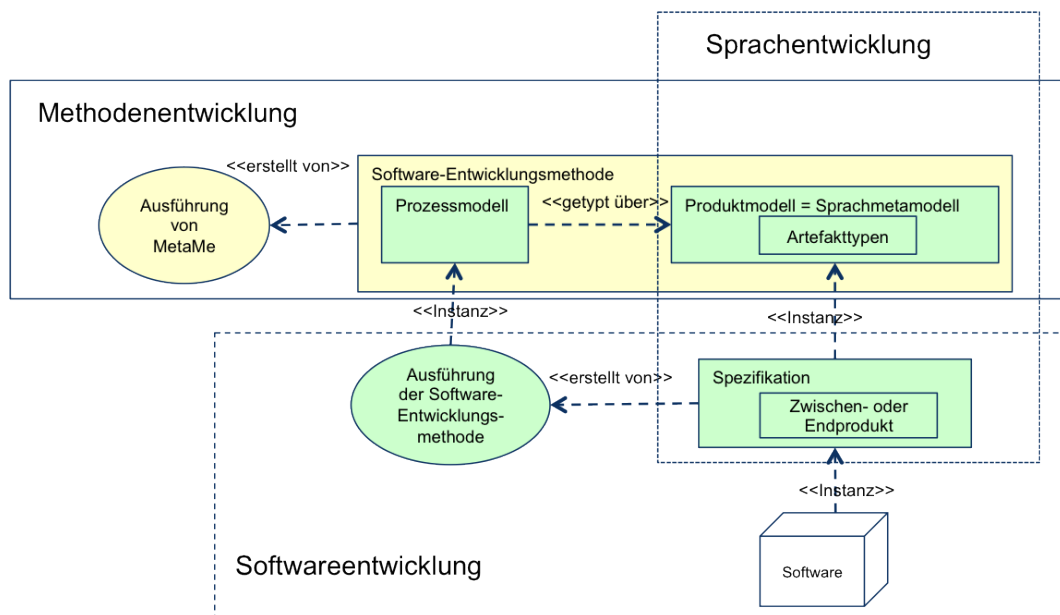 Sprachentwicklung
Methodenentwicklung
<<erstellt von>>
Software-Entwicklungsmethode
Ausführung
von
MetaMe
Prozessmodell
<<getypt über>>
Produktmodell = Sprachmetamodell
Artefakttypen
<<Instanz>>
<<Instanz>>
Ausführung
der Software-
Entwicklungs-
methode
<<erstellt von>>
Spezifikation
Zwischen- oder
Endprodukt
<<Instanz>>
Softwareentwicklung
Software